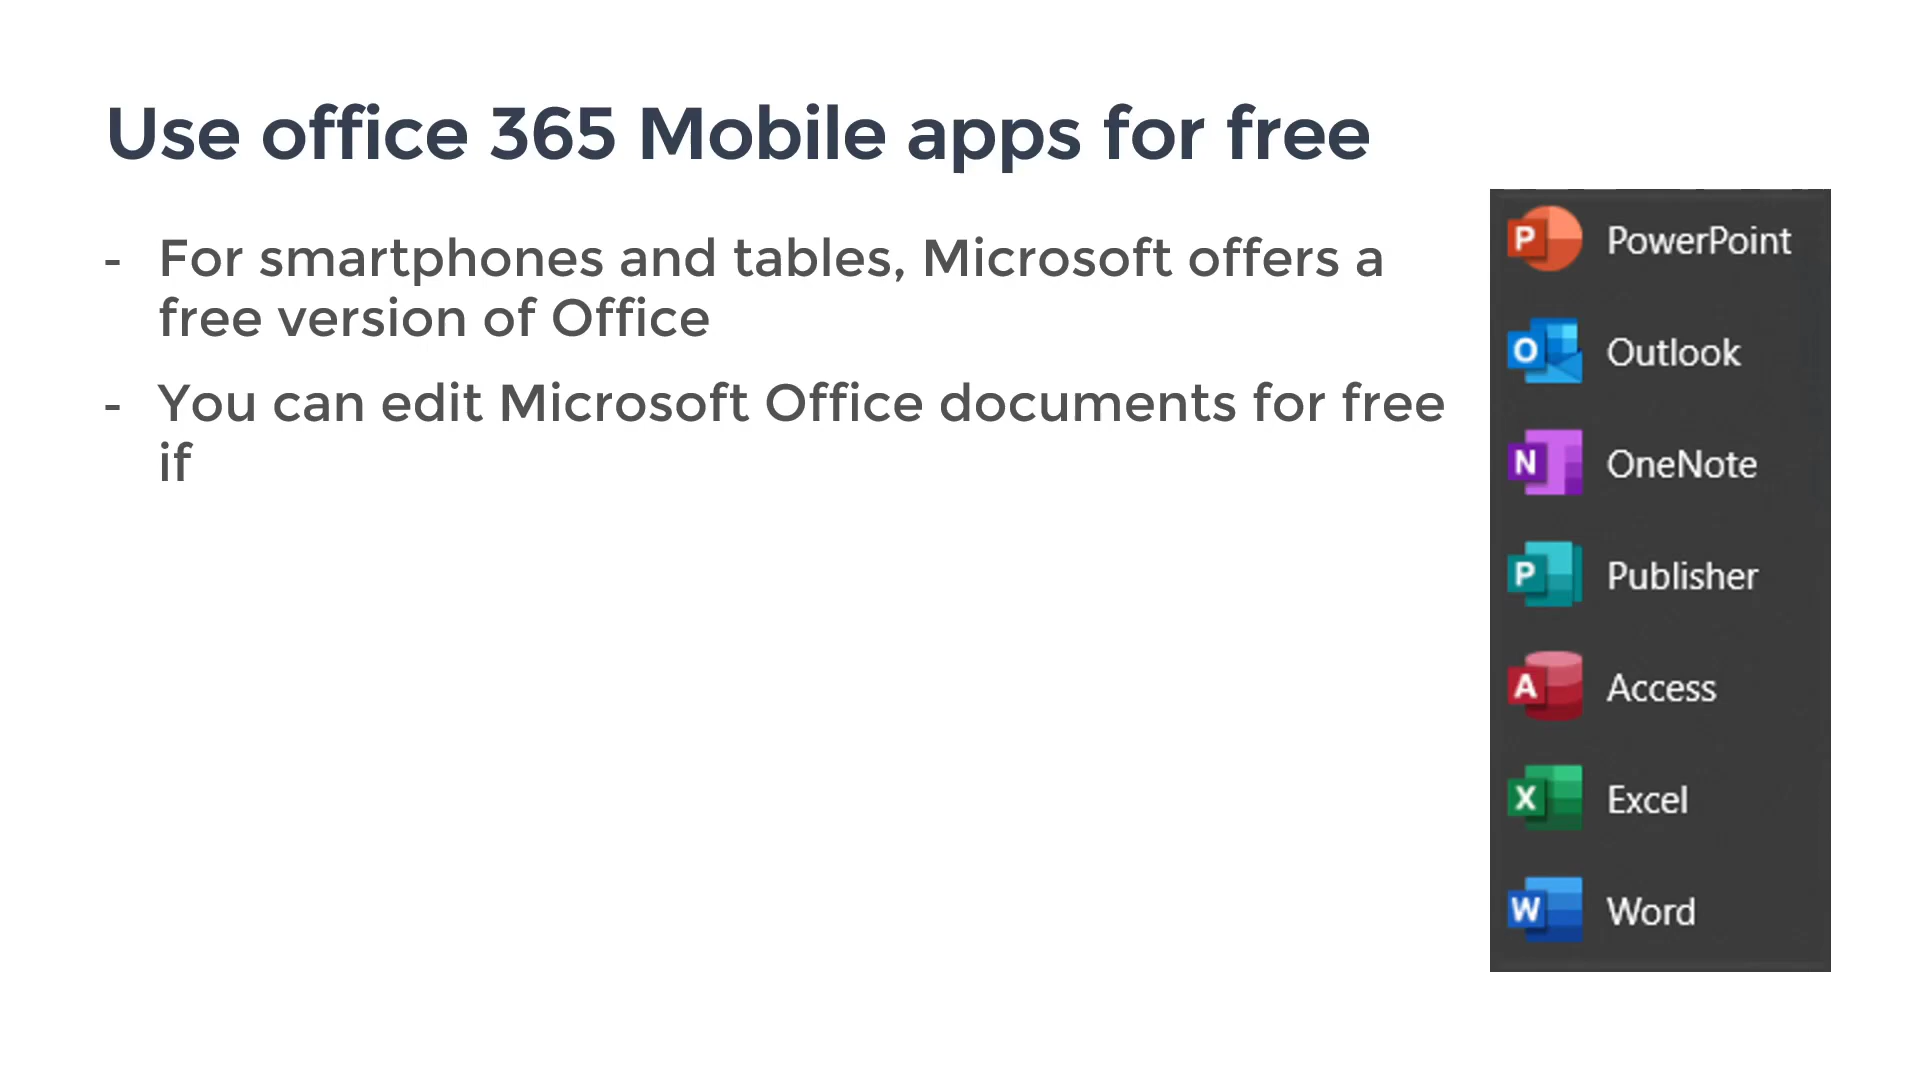 Use office 365 Mobile apps for free
- For smartphones and tables, Microsoft offers a
free version of Office
- You can edit Microsoft Office documents for free
if
P PowerPoint
O Outlook
N OneNote
P Publisher
A Access
X Excel
W Word